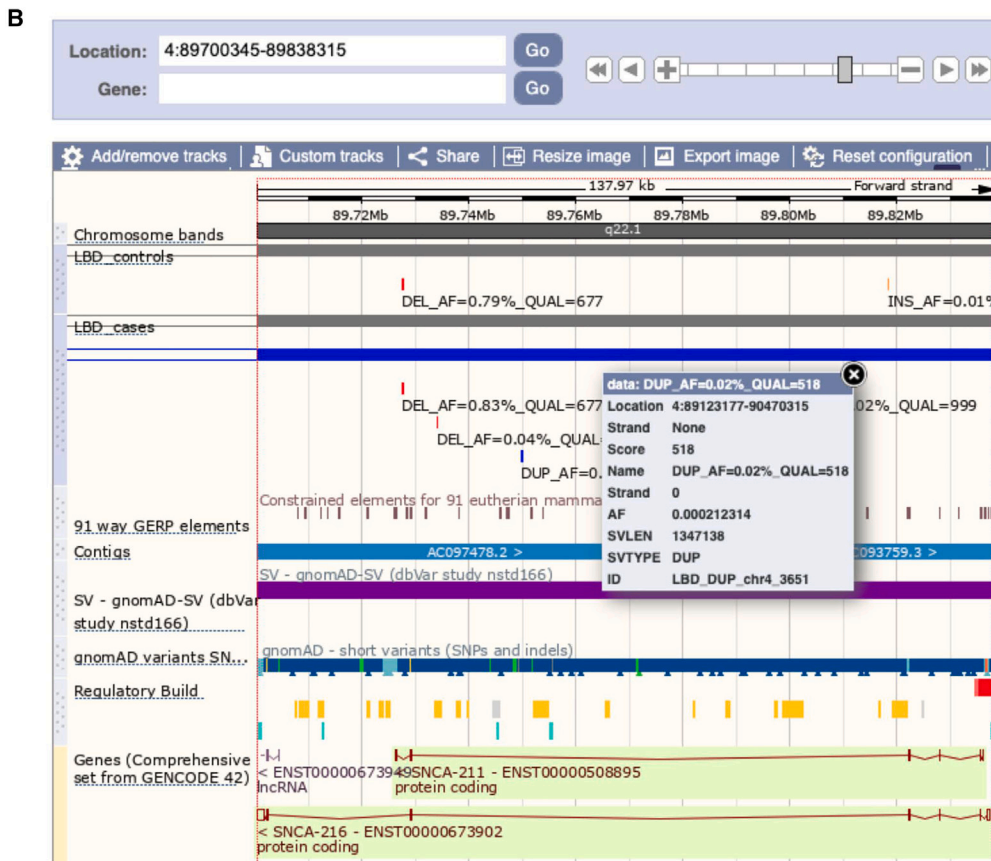 B
Location: 4:89700345-89838315 Go
Gene: Go
Add/remove tracks Custom tracks Share Resize image Export image Reset configuration
137.97 kb Forward strand
89.72Mb 89.74Mb 89.76Mb 89.78Mb 89.80Mb 89.82Mb
Chromosome bands q22.1
LBD_controls
DEL_AF=0.79%_QUAL=677 INS_AF=0.01%
LBD_cases
data: DUP_AF=0.02%_QUAL=518
Location 4:89123177-90470315
Strand None
Score 518
Name DUP_AF=0.02%_QUAL=518
Strand 0
AF 0.000212314
SVLEN 1347138
SVTYPE DUP
ID LBD_DUP_chr4_3651
DEL_AF=0.83%_QUAL=677 02%_QUAL=999
DEL_AF=0.04%_QUAL
DUP_AF=0.
Constrained elements for 91 eutherian mamma
91 way GERP elements
Contigs AC097478.2 > 093759.3 >
SV - gnomAD-SV (dbVar study nstd166)
SV - gnomAD-SV (dbVar
study nstd166)
gnomAD - short variants (SNPs and indels)
gnomAD variants SN...
Regulatory Build
Genes (Comprehensive
set from GENCODE 42)
< ENST00000673949
lncRNA
< SNCA-211 - ENST00000508895
protein coding
< SNCA-216 - ENST00000673902
protein coding